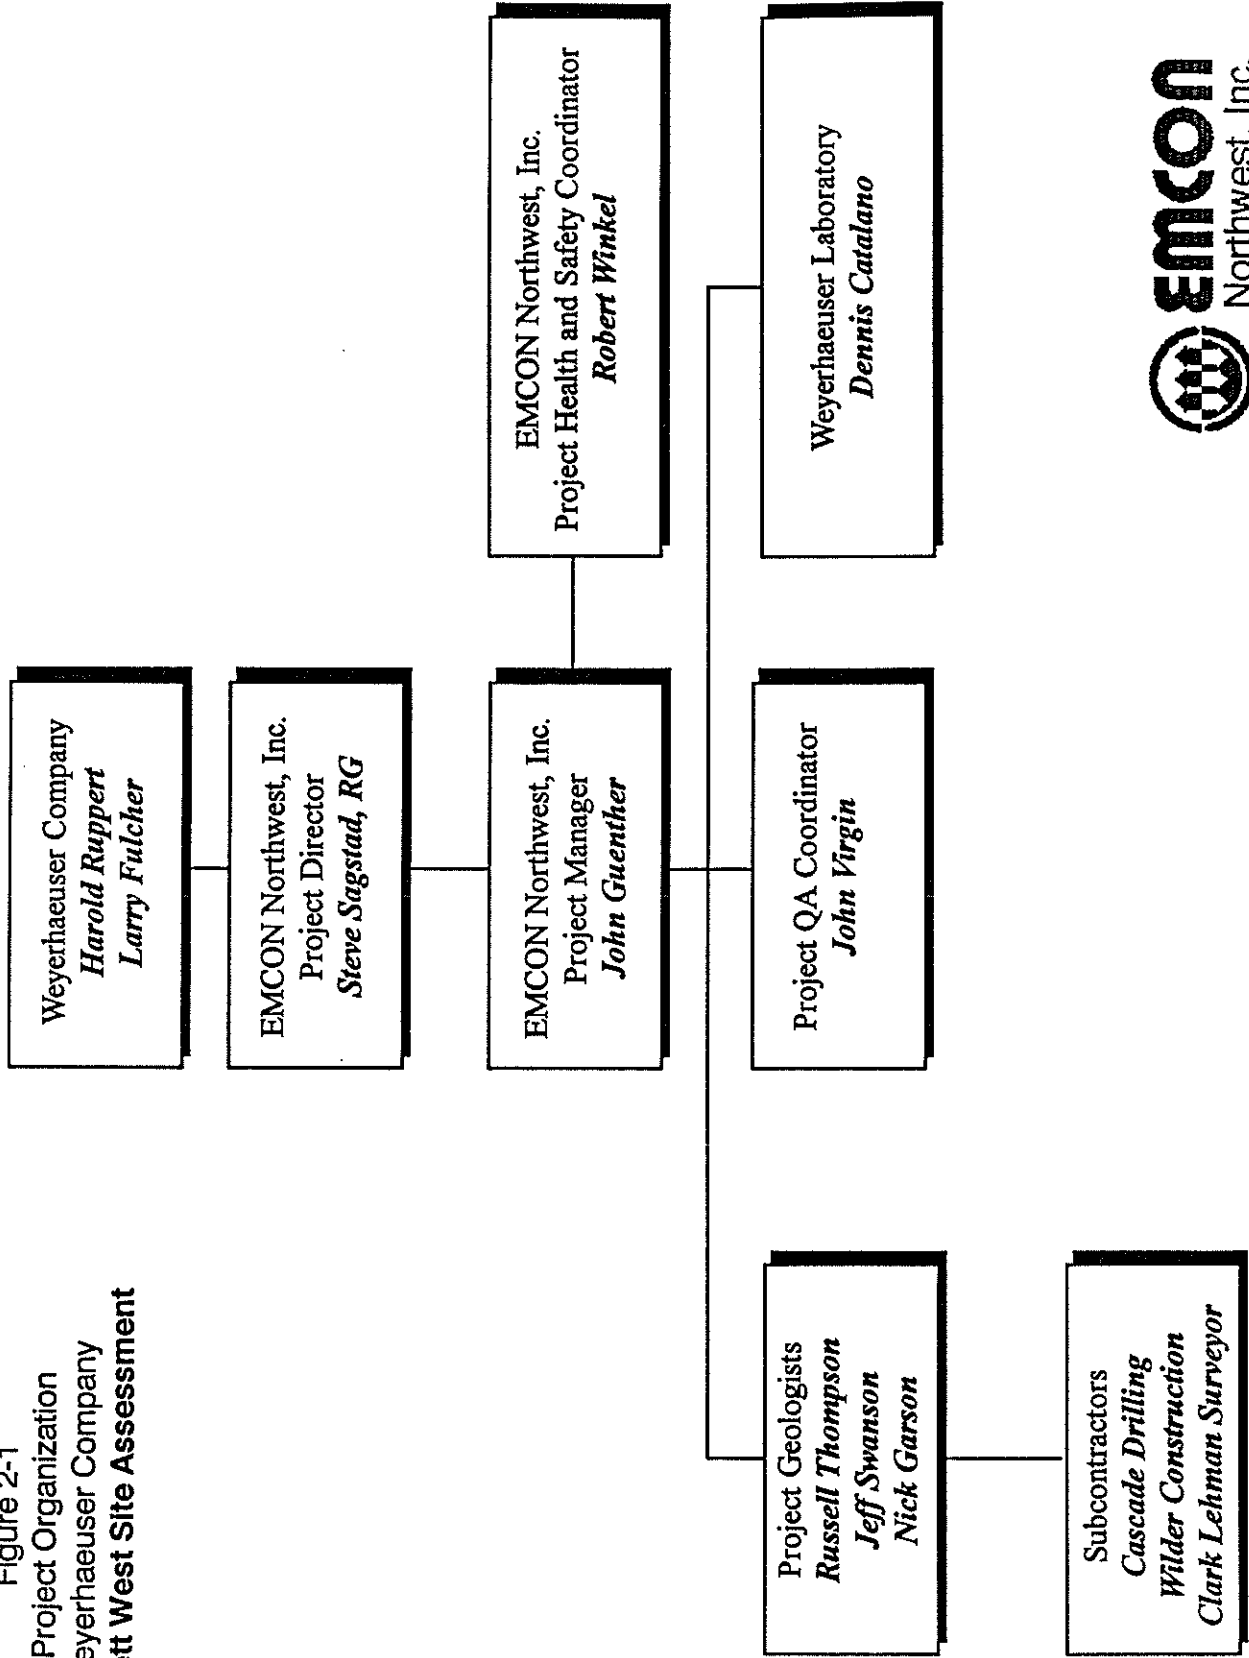 Figure 2-1
Project Organization
eyerhaeuser Company
tt West Site Assessment
Weyerhaeuser Company
Harold Ruppert
Larry Fulcher
EMCON Northwest, Inc.
Project Director
Steve Sagstad, RG
EMCON Northwest, Inc.
Project Manager
John Guenther
EMCON Northwest, Inc.
Project Health and Safety Coordinator
Robert Winkel
Project Geologists
Russell Thompson
Jeff Swanson
Nick Garson
Project QA Coordinator
John Virgin
Weyerhaeuser Laboratory
Dennis Catalano
Subcontractors
Cascade Drilling
Wilder Construction
Clark Lehman Surveyor
emcon
Northwest, Inc.